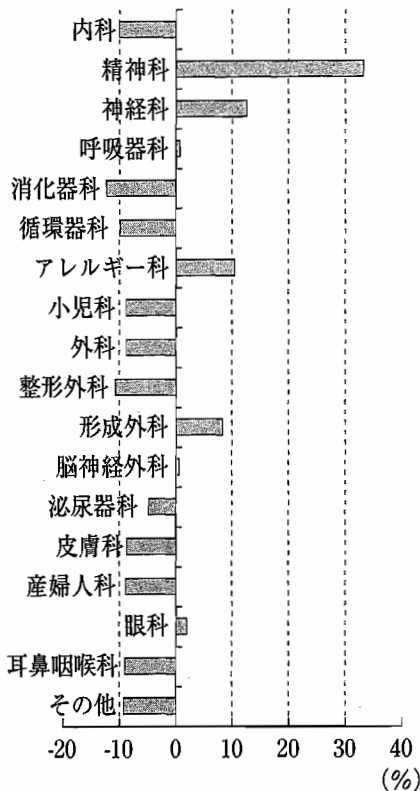 内科
精神科
神経科
呼吸器科
消化器科
循環器科
アレルギー科
小児科
外科
整形外科
形成外科
脳神経外科
泌尿器科
皮膚科
産婦人科
眼科
耳鼻咽喉科
その他
-20 -10 0 10 20 30 40
(%)